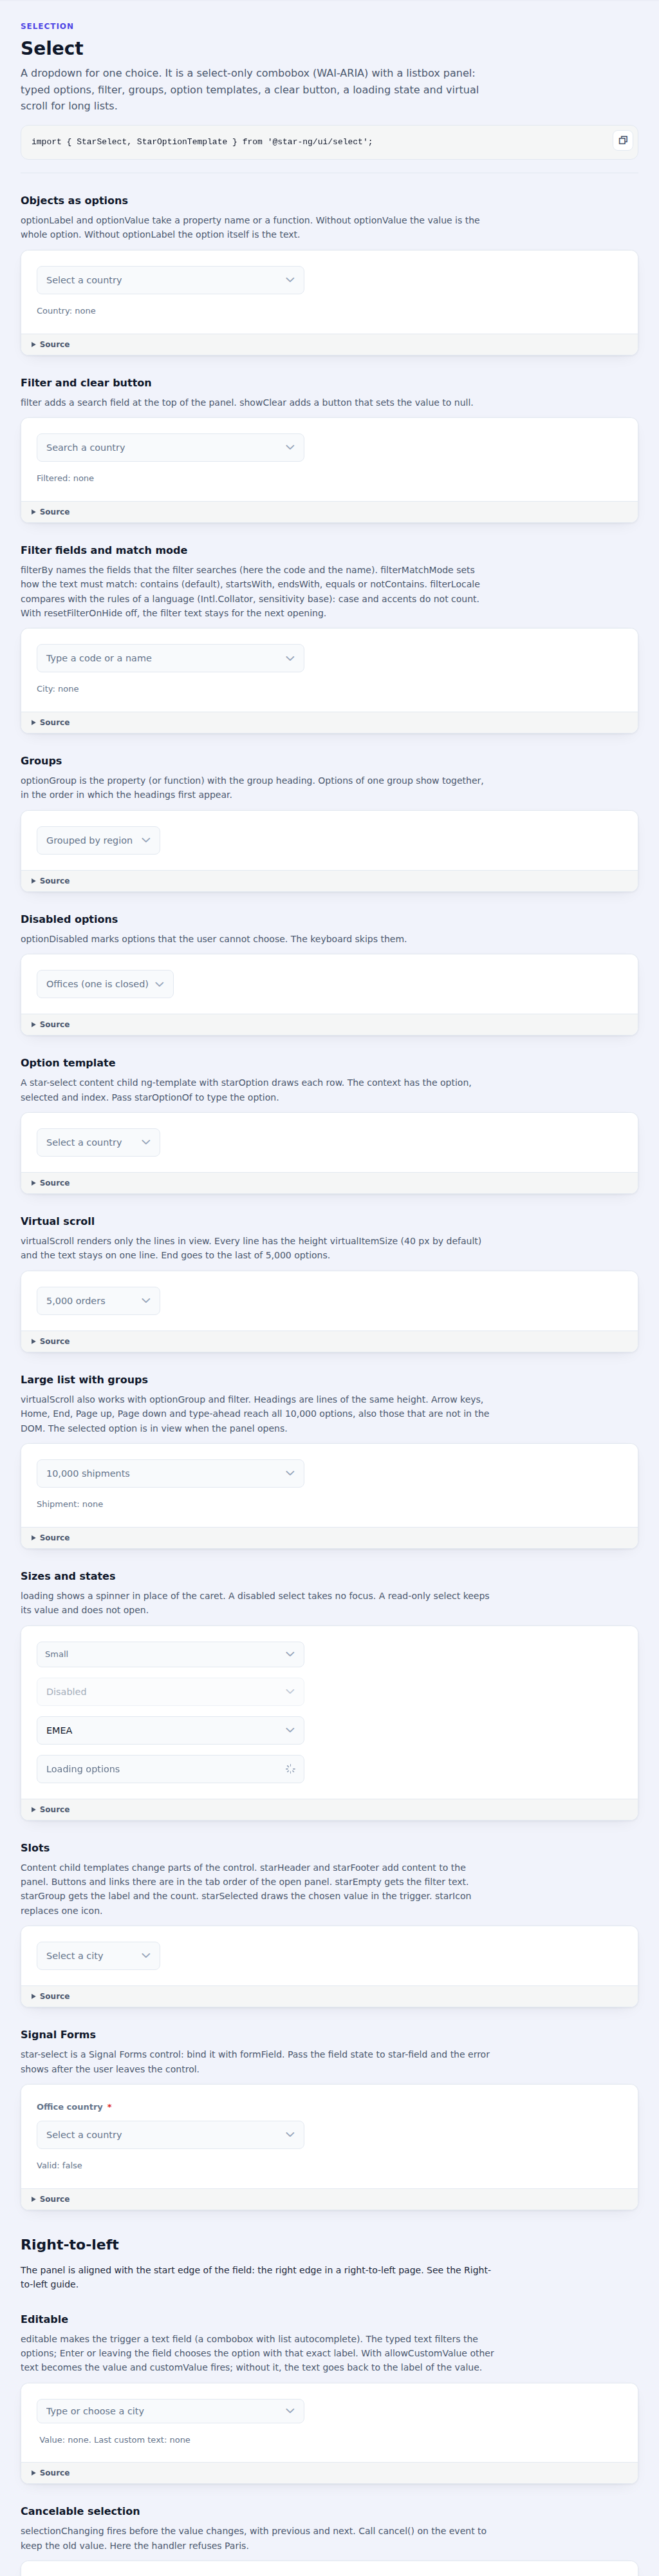 SELECTION
Select
A dropdown for one choice. It is a select-only combobox (WAI-ARIA) with a listbox panel:
typed options, filter, groups, option templates, a clear button, a loading state and virtual
scroll for long lists.
import { StarSelect, StarOptionTemplate } from '@star-ng/ui/select';
Objects as options
optionLabel and optionValue take a property name or a function. Without optionValue the value is the
whole option. Without optionLabel the option itself is the text.
Select a country
Country: none
Source
Filter and clear button
filter adds a search field at the top of the panel. showClear adds a button that sets the value to null.
Search a country
Filtered: none
Source
Filter fields and match mode
filterBy names the fields that the filter searches (here the code and the name). filterMatchMode sets
how the text must match: contains (default), startsWith, endsWith, equals or notContains. filterLocale
compares with the rules of a language (Intl.Collator, sensitivity base): case and accents do not count.
With resetFilterOnHide off, the filter text stays for the next opening.
Type a code or a name
City: none
Source
Groups
optionGroup is the property (or function) with the group heading. Options of one group show together,
in the order in which the headings first appear.
Grouped by region
Source
Disabled options
optionDisabled marks options that the user cannot choose. The keyboard skips them.
Offices (one is closed)
Source
Option template
A star-select content child ng-template with starOption draws each row. The context has the option,
selected and index. Pass starOptionOf to type the option.
Select a country
Source
Virtual scroll
virtualScroll renders only the lines in view. Every line has the height virtualItemSize (40 px by default)
and the text stays on one line. End goes to the last of 5,000 options.
5,000 orders
Source
Large list with groups
virtualScroll also works with optionGroup and filter. Headings are lines of the same height. Arrow keys,
Home, End, Page up, Page down and type-ahead reach all 10,000 options, also those that are not in the
DOM. The selected option is in view when the panel opens.
10,000 shipments
Shipment: none
Source
Sizes and states
loading shows a spinner in place of the caret. A disabled select takes no focus. A read-only select keeps
its value and does not open.
Small
Disabled
EMEA
Loading options
Source
Slots
Content child templates change parts of the control. starHeader and starFooter add content to the
panel. Buttons and links there are in the tab order of the open panel. starEmpty gets the filter text.
starGroup gets the label and the count. starSelected draws the chosen value in the trigger. starIcon
replaces one icon.
Select a city
Source
Signal Forms
star-select is a Signal Forms control: bind it with formField. Pass the field state to star-field and the error
shows after the user leaves the control.
Office country *
Select a country
Valid: false
Source
Right-to-left
The panel is aligned with the start edge of the field: the right edge in a right-to-left page. See the Right-
to-left guide.
Editable
editable makes the trigger a text field (a combobox with list autocomplete). The typed text filters the
options; Enter or leaving the field chooses the option with that exact label. With allowCustomValue other
text becomes the value and customValue fires; without it, the text goes back to the label of the value.
Type or choose a city
Value: none. Last custom text: none
Source
Cancelable selection
selectionChanging fires before the value changes, with previous and next. Call cancel() on the event to
keep the old value. Here the handler refuses Paris.